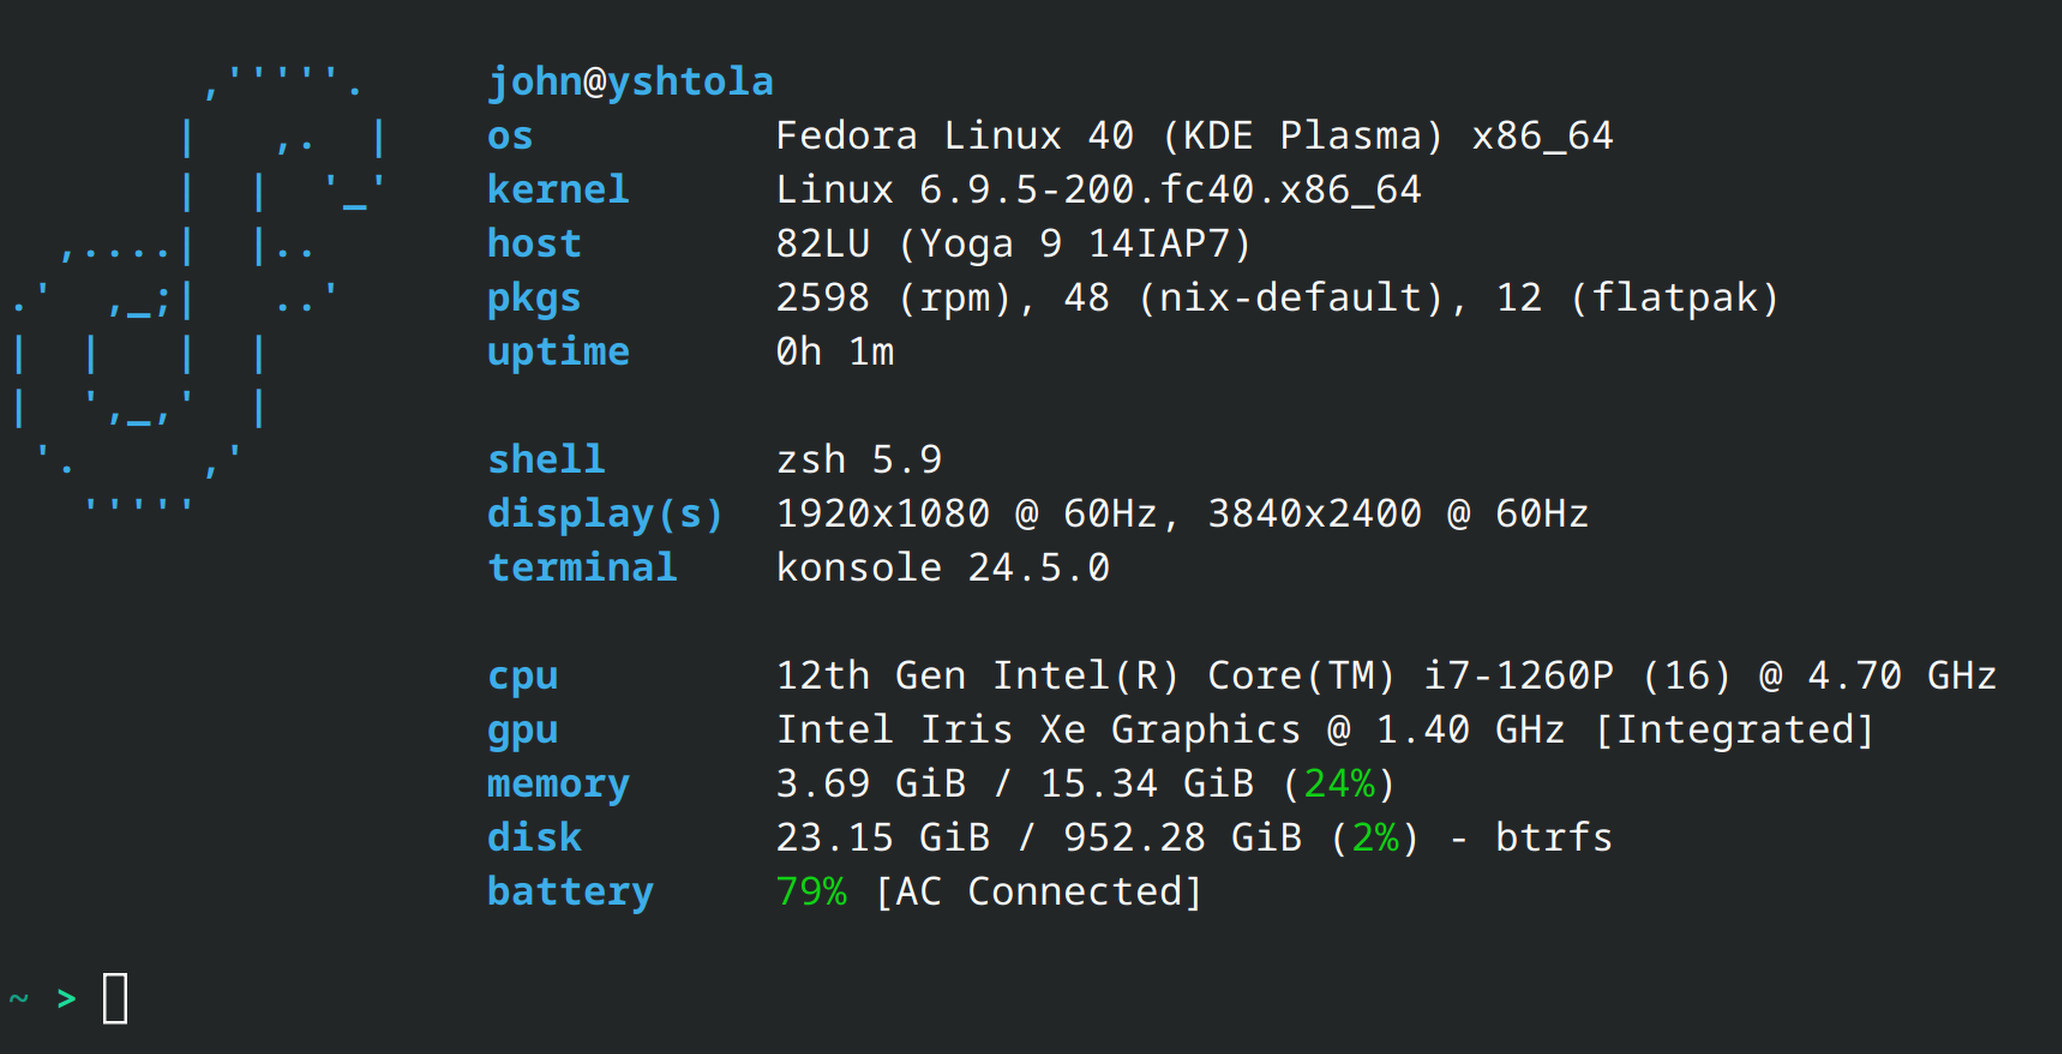 john@yshtola
os Fedora Linux 40 (KDE Plasma) x86_64
kernel Linux 6.9.5-200.fc40.x86_64
host 82LU (Yoga 9 14IAP7)
pkgs 2598 (rpm), 48 (nix-default), 12 (flatpak)
uptime 0h 1m
shell zsh 5.9
display(s) 1920x1080 @ 60Hz, 3840x2400 @ 60Hz
terminal konsole 24.5.0
cpu 12th Gen Intel(R) Core(TM) i7-1260P (16) @ 4.70 GHz
gpu Intel Iris Xe Graphics @ 1.40 GHz [Integrated]
memory 3.69 GiB / 15.34 GiB (24%)
disk 23.15 GiB / 952.28 GiB (2%) - btrfs
battery 79% [AC Connected]
~ >